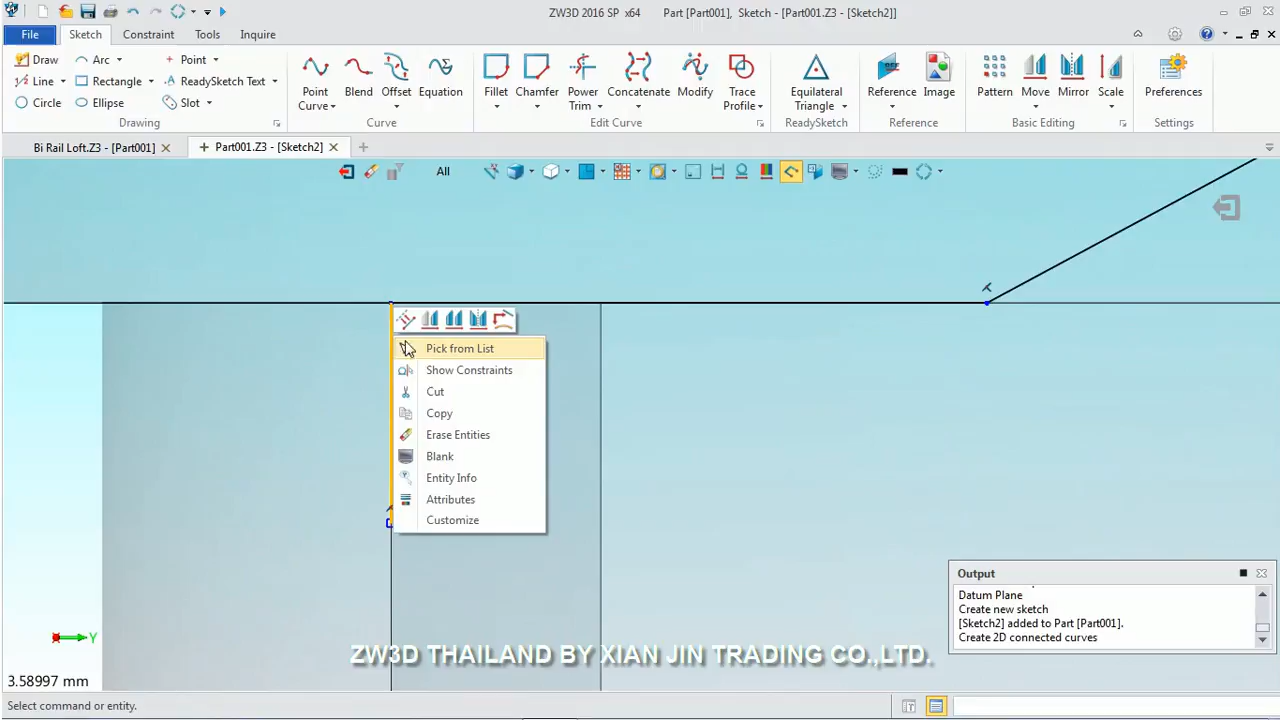 ZW3D 2016 SP x64 Part [Part001], Sketch - [Part001.Z3 - [Sketch2]]
File Sketch Constraint Tools Inquire
Draw Arc Point
Line Rectangle ReadySketch Text
Circle Ellipse Slot
Drawing
Point Curve
Blend
Offset
Equation
Curve
Fillet
Chamfer
Power Trim
Concatenate
Modify
Trace Profile
Edit Curve
Equilateral Triangle
ReadySketch
Reference
Image
Reference
Pattern
Move
Mirror
Scale
Basic Editing
Preferences
Settings
Bi Rail Loft.Z3 - [Part001]
Part001.Z3 - [Sketch2]
All
Pick from List
Show Constraints
Cut
Copy
Erase Entities
Blank
Entity Info
Attributes
Customize
Output
Datum Plane
Create new sketch
[Sketch2] added to Part [Part001].
Create 2D connected curves
Y
ZW3D THAILAND BY XIAN JIN TRADING CO.,LTD.
3.58997 mm
Select command or entity.